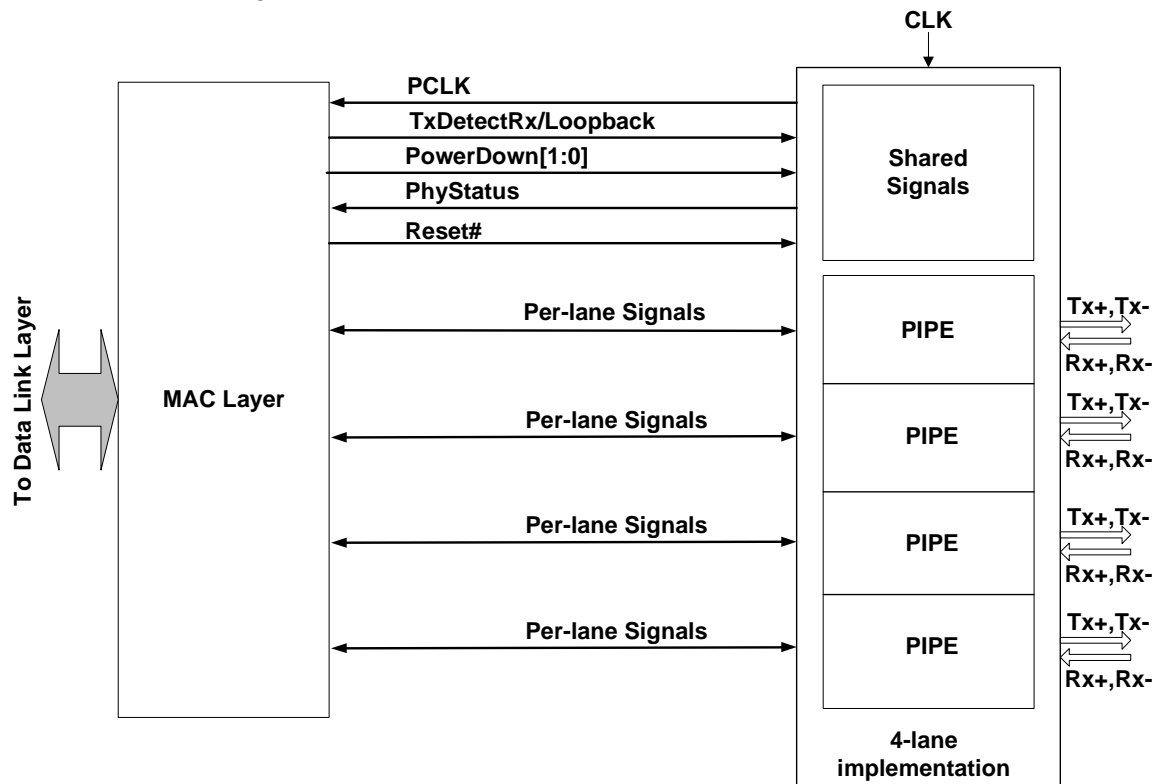 CLK
PCLK
TxDetectRx/Loopback
PowerDown[1:0]
PhyStatus
Reset#
Shared
Signals
To Data Link Layer
MAC Layer
Per-lane Signals
PIPE
Tx+,Tx-
Rx+,Rx-
Per-lane Signals
PIPE
Tx+,Tx-
Rx+,Rx-
Per-lane Signals
PIPE
Tx+,Tx-
Rx+,Rx-
Per-lane Signals
PIPE
Tx+,Tx-
Rx+,Rx-
4-lane
implementation